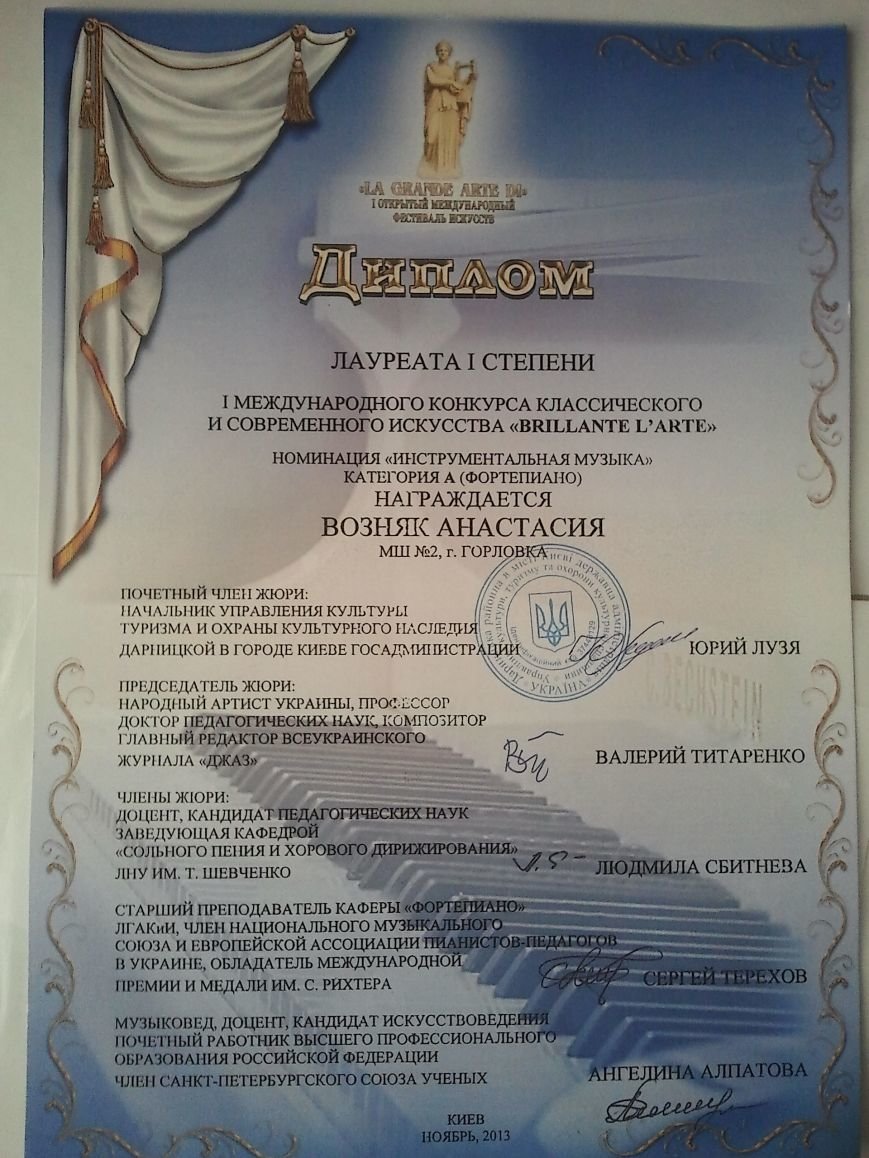 «LA GRANDE ARTE DI»
I ОТКРЫТЫЙ МЕЖДУНАРОДНЫЙ
ФЕСТИВАЛЬ ИСКУССТВ
ДИПЛОМ
ЛАУРЕАТА I СТЕПЕНИ
I МЕЖДУНАРОДНОГО КОНКУРСА КЛАССИЧЕСКОГО
И СОВРЕМЕННОГО ИСКУССТВА «BRILLANTE L’ARTE»
НОМИНАЦИЯ «ИНСТРУМЕНТАЛЬНАЯ МУЗЫКА»
КАТЕГОРИЯ А (ФОРТЕПИАНО)
НАГРАЖДАЕТСЯ
ВОЗНЯК АНАСТАСИЯ
МШ №2, г. ГОРЛОВКА
ПОЧЕТНЫЙ ЧЛЕН ЖЮРИ:
НАЧАЛЬНИК УПРАВЛЕНИЯ КУЛЬТУРЫ
ТУРИЗМА И ОХРАНЫ КУЛЬТУРНОГО НАСЛЕДИЯ
ДАРНИЦКОЙ В ГОРОДЕ КИЕВЕ ГОСАДМИНИСТРАЦИИ
ЮРИЙ ЛУЗЯ
УКРАЇНА
BECHSTEIN
ПРЕДСЕДАТЕЛЬ ЖЮРИ:
НАРОДНЫЙ АРТИСТ УКРАИНЫ, ПРОФЕССОР
ДОКТОР ПЕДАГОГИЧЕСКИХ НАУК, КОМПОЗИТОР
ГЛАВНЫЙ РЕДАКТОР ВСЕУКРАИНСКОГО
ЖУРНАЛА «ДЖАЗ»
ВАЛЕРИЙ ТИТАРЕНКО
ЧЛЕНЫ ЖЮРИ:
ДОЦЕНТ, КАНДИДАТ ПЕДАГОГИЧЕСКИХ НАУК
ЗАВЕДУЮЩАЯ КАФЕДРОЙ
«СОЛЬНОГО ПЕНИЯ И ХОРОВОГО ДИРИЖИРОВАНИЯ»
ЛНУ ИМ. Т. ШЕВЧЕНКО
ЛЮДМИЛА СБИТНЕВА
СТАРШИЙ ПРЕПОДАВАТЕЛЬ КАФЕРЫ «ФОРТЕПИАНО»
ЛГАКиИ, ЧЛЕН НАЦИОНАЛЬНОГО МУЗЫКАЛЬНОГО
СОЮЗА И ЕВРОПЕЙСКОЙ АССОЦИАЦИИ ПИАНИСТОВ-ПЕДАГОГОВ
В УКРАИНЕ, ОБЛАДАТЕЛЬ МЕЖДУНАРОДНОЙ
ПРЕМИИ И МЕДАЛИ ИМ. С. РИХТЕРА
СЕРГЕЙ ТЕРЕХОВ
МУЗЫКОВЕД, ДОЦЕНТ, КАНДИДАТ ИСКУССТВОВЕДЕНИЯ
ПОЧЕТНЫЙ РАБОТНИК ВЫСШЕГО ПРОФЕССИОНАЛЬНОГО
ОБРАЗОВАНИЯ РОССИЙСКОЙ ФЕДЕРАЦИИ
ЧЛЕН САНКТ-ПЕТЕРБУРГСКОГО СОЮЗА УЧЕНЫХ
АНГЕЛИНА АЛПАТОВА
КИЕВ
НОЯБРЬ, 2013